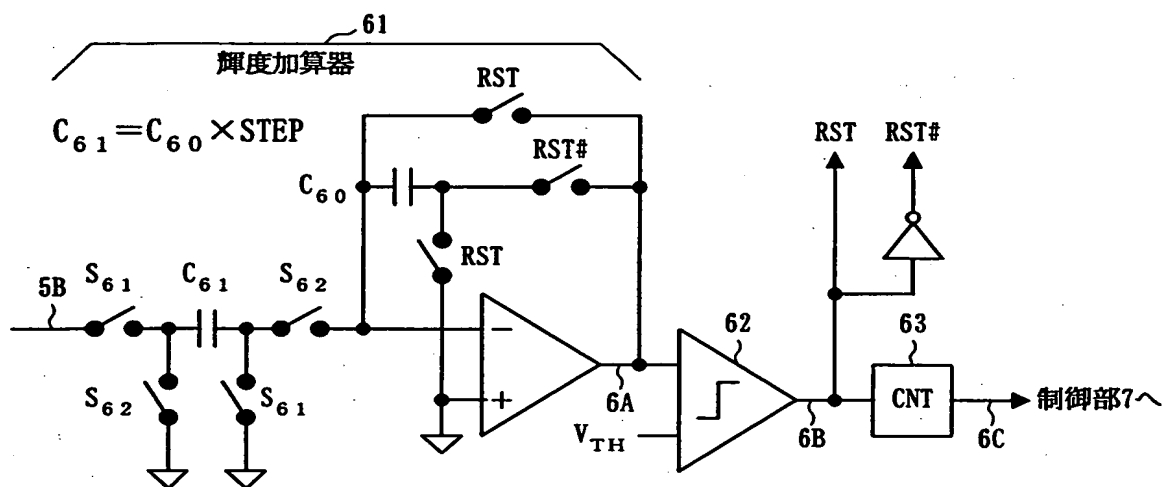 61
輝度加算器
C61=C60×STEP
RST
RST#
C60
RST
RST
RST#
5B
S61
C61
S62
S62
S61
−
+
6A
62
VTH
6B
63
CNT
6C
制御部7へ